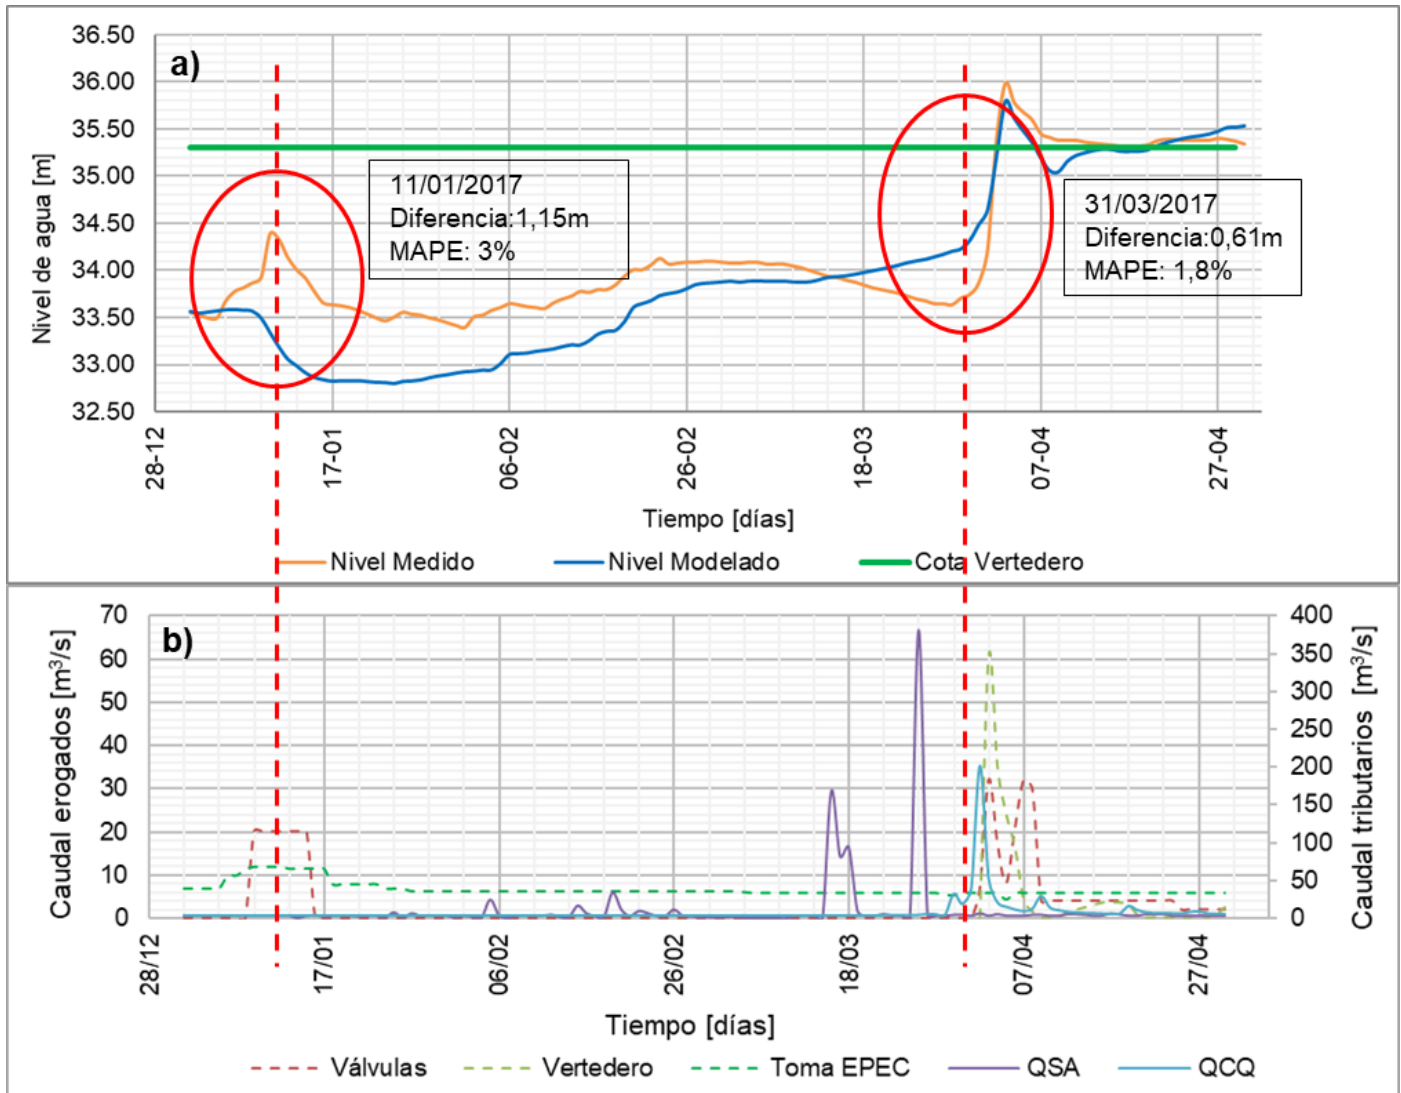 a)
Nivel de agua [m]
36.50
36.00
35.50
35.00
34.50
34.00
33.50
33.00
32.50
11/01/2017
Diferencia:1,15m
MAPE: 3%
31/03/2017
Diferencia:0,61m
MAPE: 1,8%
28-12
17-01
06-02
26-02
18-03
07-04
27-04
Tiempo [días]
Nivel Medido
Nivel Modelado
Cota Vertedero
b)
Caudal erogados [m³/s]
70
60
50
40
30
20
10
0
400
350
300
250
200
150
100
50
0
Caudal tributarios [m³/s]
28/12
17/01
06/02
26/02
18/03
07/04
27/04
Tiempo [días]
Válvulas
Vertedero
Toma EPEC
QSA
QCQ